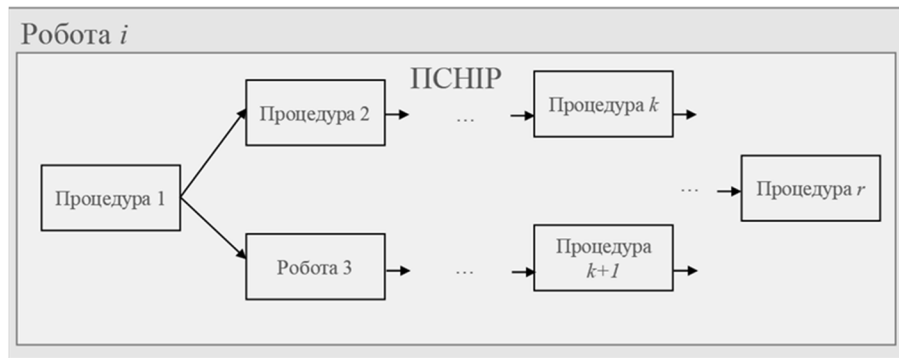 Робота i
ПСНІР
Процедура 2
...
Процедура k
Процедура 1
...
Процедура r
Робота 3
...
Процедура
k+1